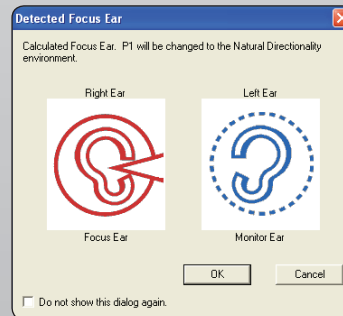 Detected Focus Ear
Calculated Focus Ear. P1 will be changed to the Natural Directionality
environment.
Right Ear
Left Ear
Focus Ear
Monitor Ear
OK
Cancel
Do not show this dialog again.